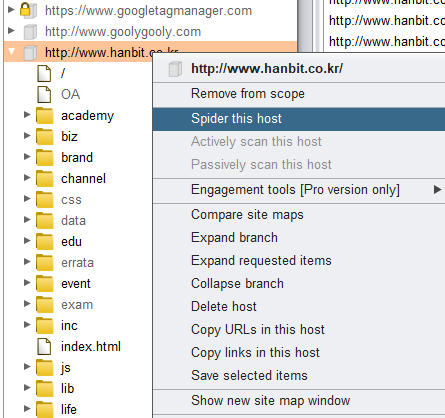 https://www.googletagmanager.com
http://www.goolygooly.com
http://www.hanbit.co.kr
/
OA
academy
biz
brand
channel
css
data
edu
errata
event
exam
inc
index.html
js
lib
life
http://www.hanbit.co.kr/
Remove from scope
Spider this host
Actively scan this host
Passively scan this host
Engagement tools [Pro version only]
Compare site maps
Expand branch
Expand requested items
Collapse branch
Delete host
Copy URLs in this host
Copy links in this host
Save selected items
Show new site map window
http://www.hanbit.co.
http://www.hanbit.co.
http://www.hanbit.co.